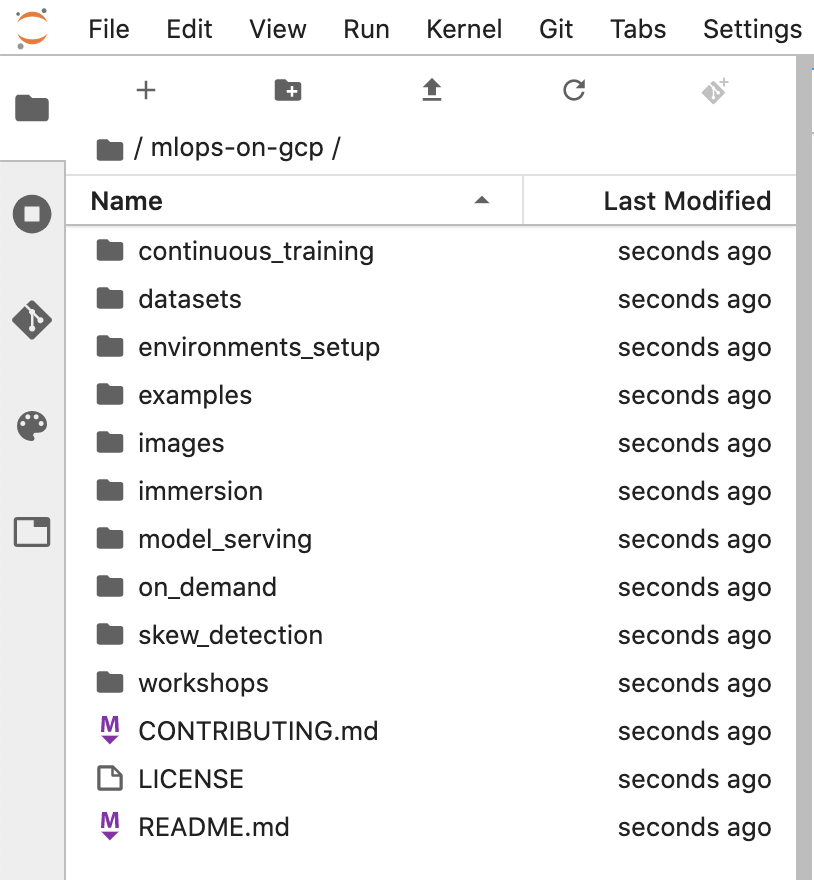 File Edit View Run Kernel Git Tabs Settings
/ mlops-on-gcp /
Name Last Modified
continuous_training seconds ago
datasets seconds ago
environments_setup seconds ago
examples seconds ago
images seconds ago
immersion seconds ago
model_serving seconds ago
on_demand seconds ago
skew_detection seconds ago
workshops seconds ago
CONTRIBUTING.md seconds ago
LICENSE seconds ago
README.md seconds ago